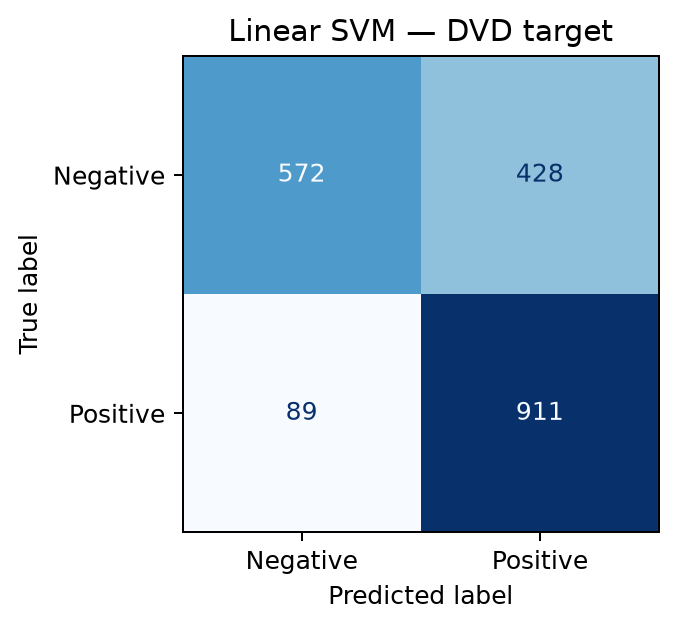 Linear SVM — DVD target
True label
Negative
572
428
Positive
89
911
Negative
Positive
Predicted label